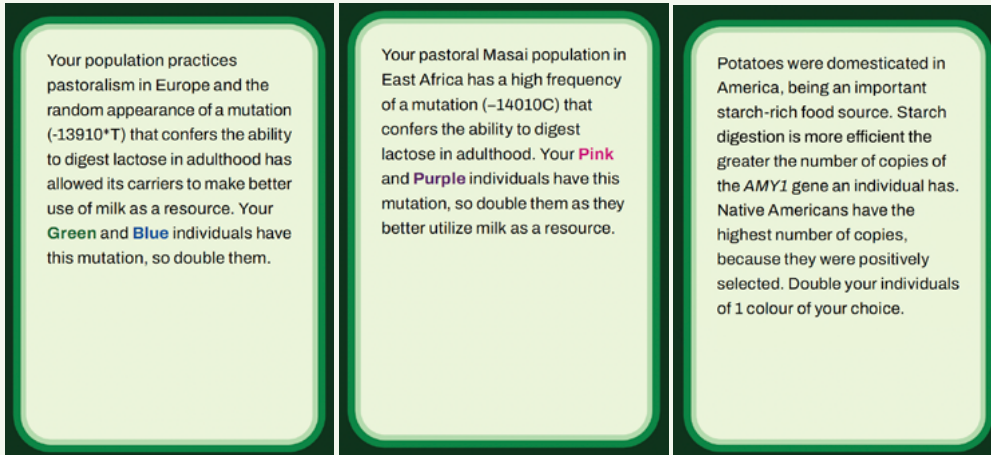 Your population practices
pastoralism in Europe and the
random appearance of a mutation
(-13910*T) that confers the ability
to digest lactose in adulthood has
allowed its carriers to make better
use of milk as a resource. Your
Green and Blue individuals have
this mutation, so double them.
Your pastoral Masai population in
East Africa has a high frequency
of a mutation (–14010C) that
confers the ability to digest
lactose in adulthood. Your Pink
and Purple individuals have this
mutation, so double them as they
better utilize milk as a resource.
Potatoes were domesticated in
America, being an important
starch-rich food source. Starch
digestion is more efficient the
greater the number of copies of
the AMY1 gene an individual has.
Native Americans have the
highest number of copies,
because they were positively
selected. Double your individuals
of 1 colour of your choice.